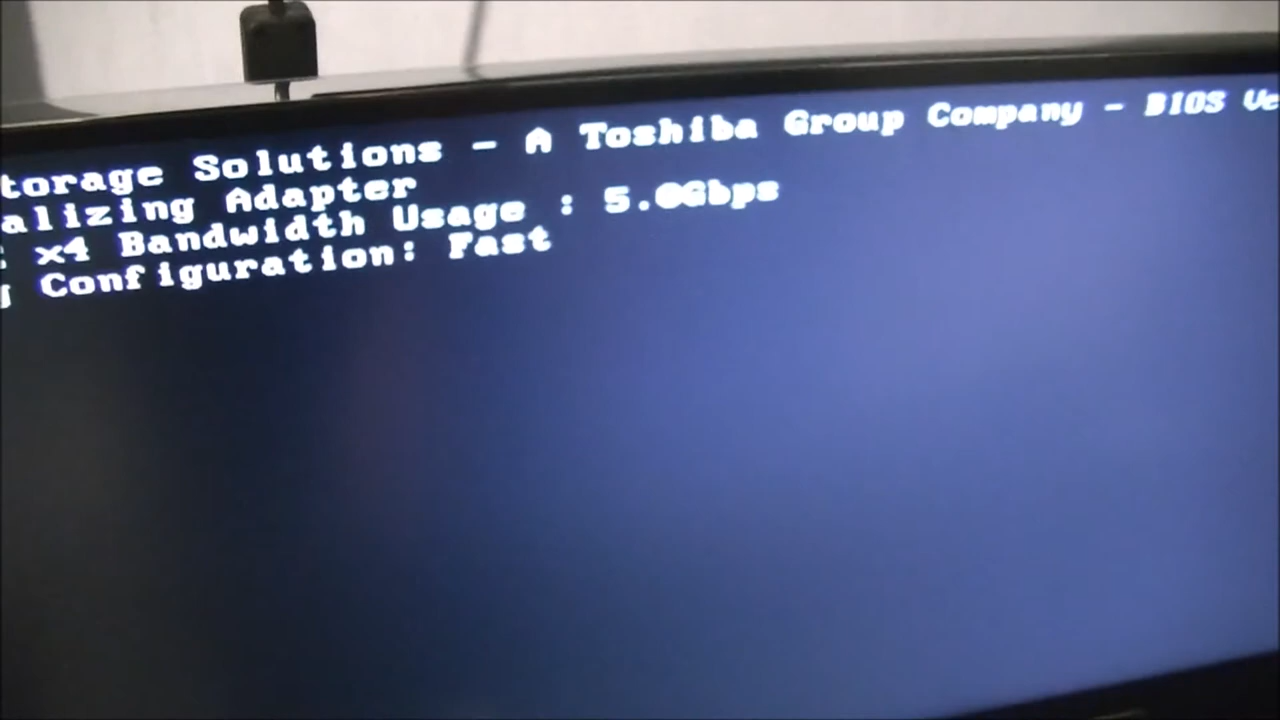 torage Solutions - A Toshiba Group Company - BIOS Ve
alizing Adapter
x4 Bandwidth Usage : 5.0Gbps
g Configuration: Fast